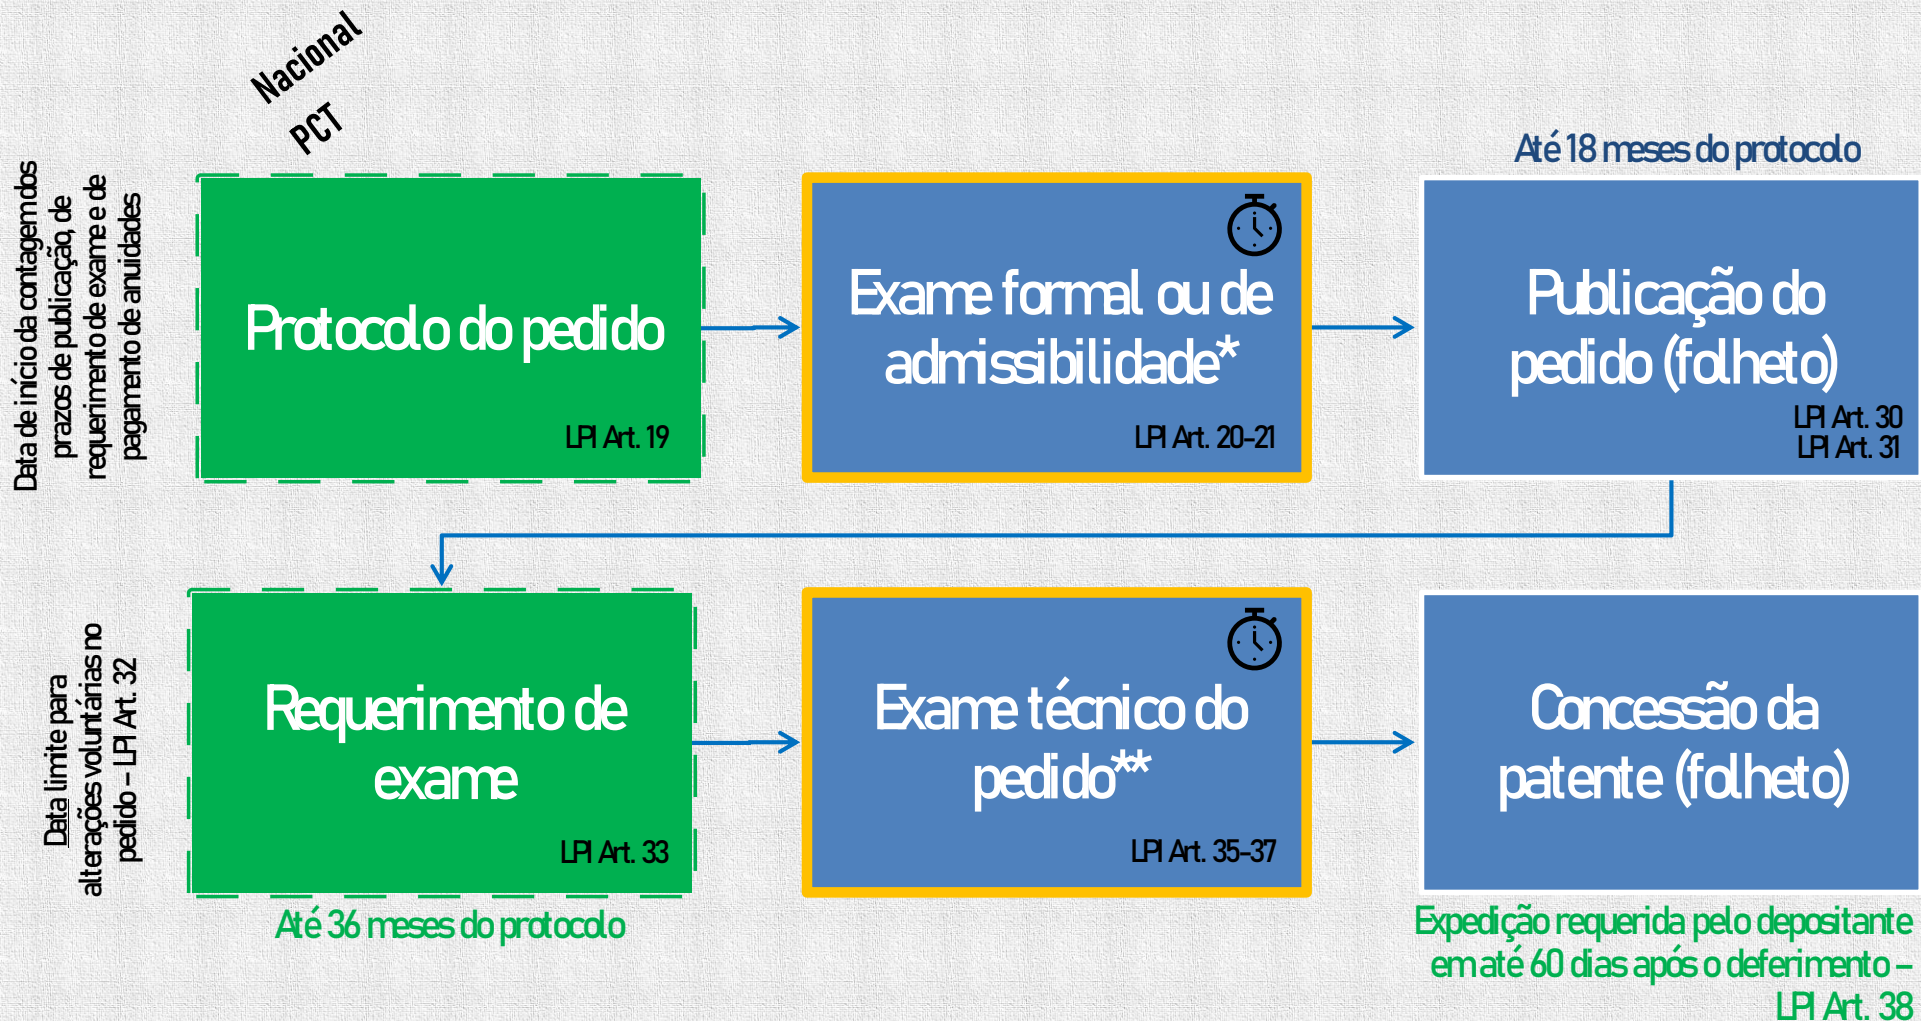 Nacional
PCT
Data de início da contagem dos
prazos de publicação, de
requerimento de exame e de
pagamento de anuidades
Protocolo do pedido
LPI Art. 19
Exame formal ou de
admissibilidade*
LPI Art. 20-21
Até 18 meses do protocolo
Publicação do
pedido (folheto)
LPI Art. 30
LPI Art. 31
Data limite para
alterações voluntárias no
pedido – LPI Art. 32
Requerimento de
exame
LPI Art. 33
Até 36 meses do protocolo
Exame técnico do
pedido**
LPI Art. 35-37
Concessão da
patente (folheto)
Expedição requerida pelo depositante
em até 60 dias após o deferimento –
LPI Art. 38